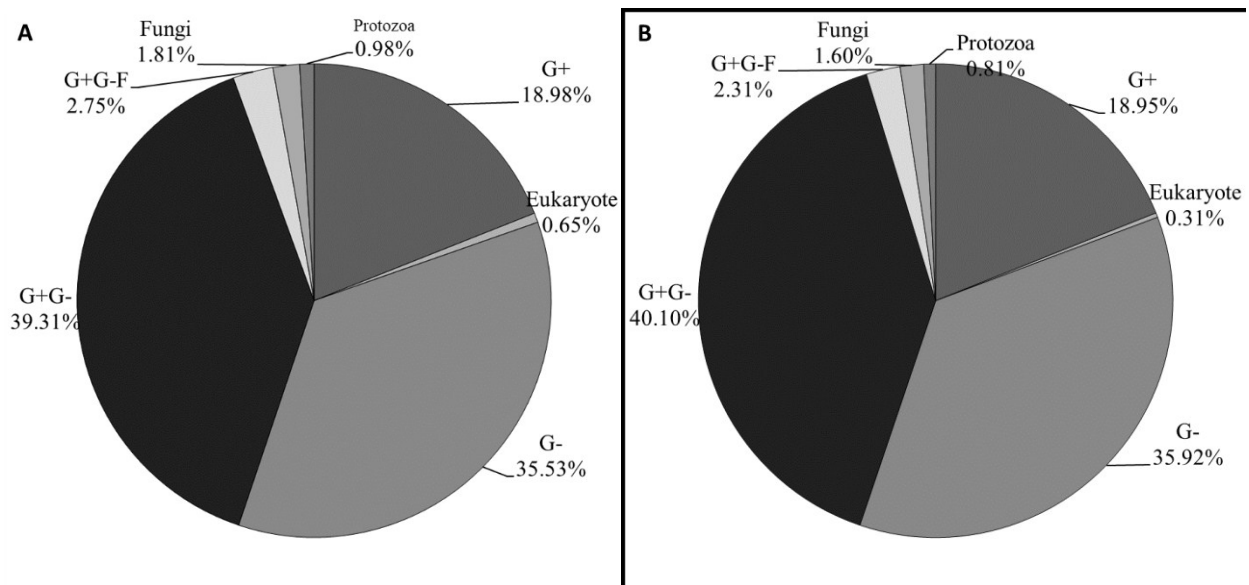 A
Fungi
1.81%
Protozoa
0.98%
G+G-F
2.75%
G+
18.98%
Eukaryote
0.65%
G+G-
39.31%
G-
35.53%
B
Fungi
1.60%
Protozoa
0.81%
G+G-F
2.31%
G+
18.95%
Eukaryote
0.31%
G+G-
40.10%
G-
35.92%